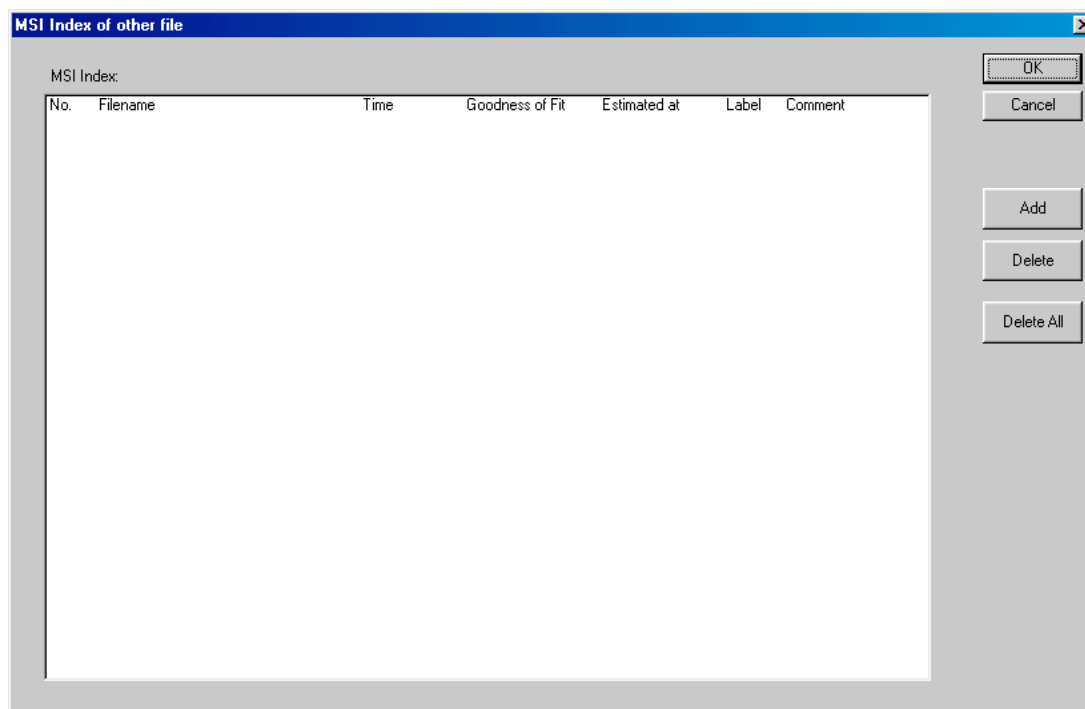 MSI Index of other file
MSI Index:
No. Filename Time Goodness of Fit Estimated at Label Comment
OK
Cancel
Add
Delete
Delete All